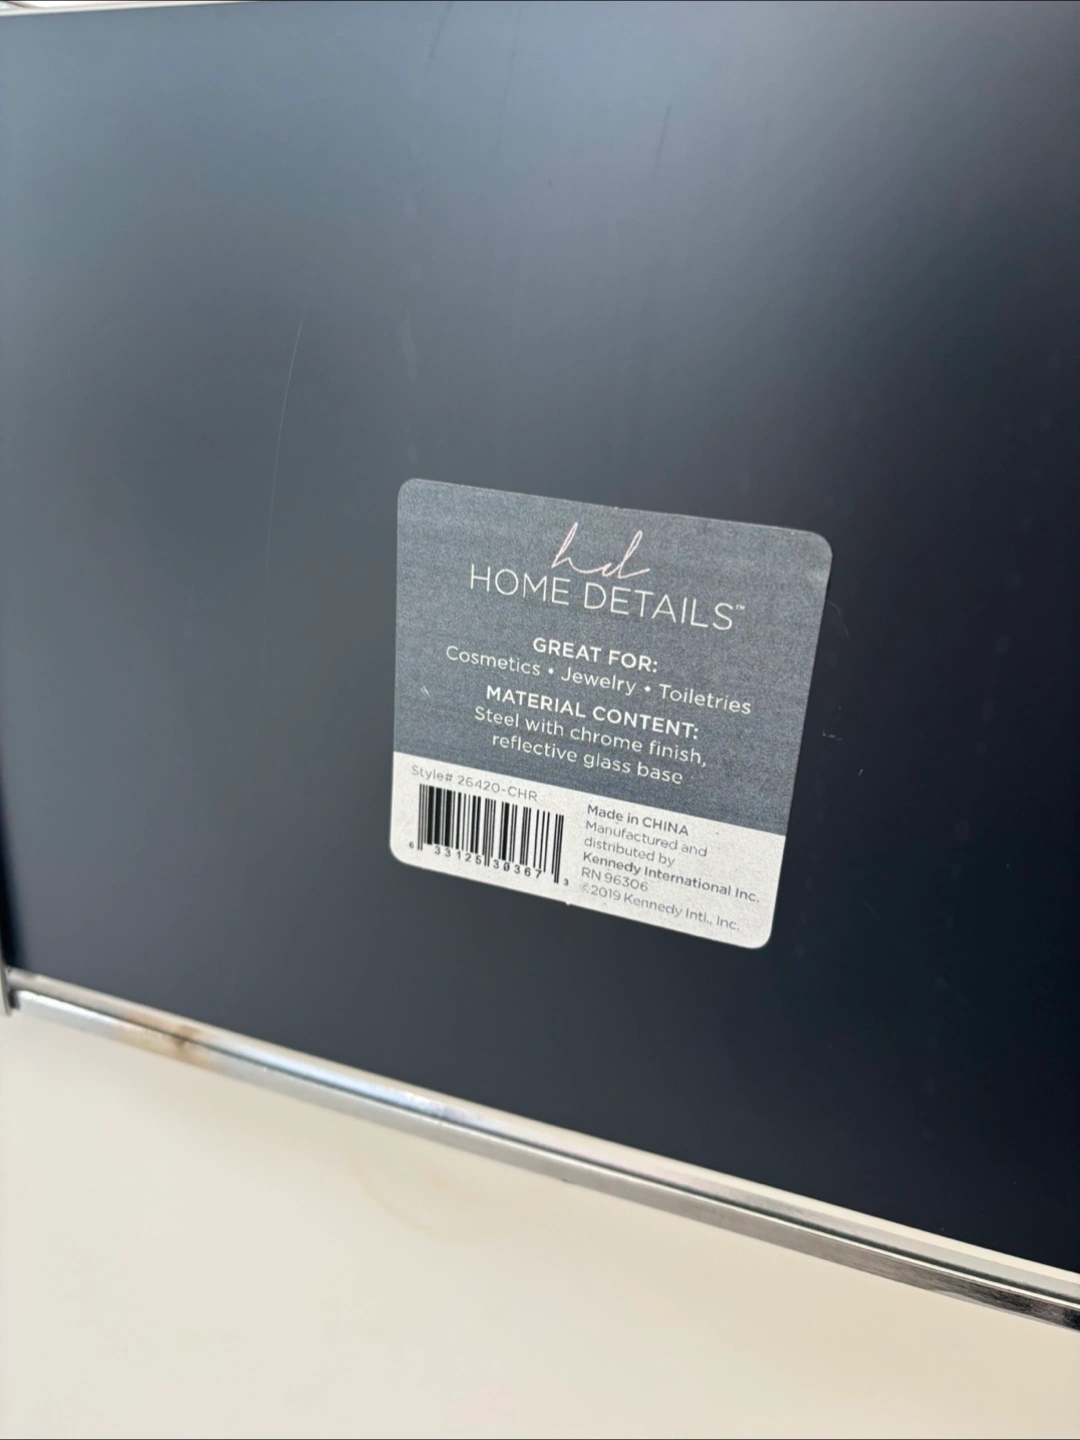 hd
HOME DETAILS™
GREAT FOR:
Cosmetics • Jewelry • Toiletries
MATERIAL CONTENT:
Steel with chrome finish,
reflective glass base
Style# 26420-CHR
6 33125 30367 3
Made in CHINA
Manufactured and
distributed by
Kennedy International Inc.
RN 96306
©2019 Kennedy Intl., Inc.